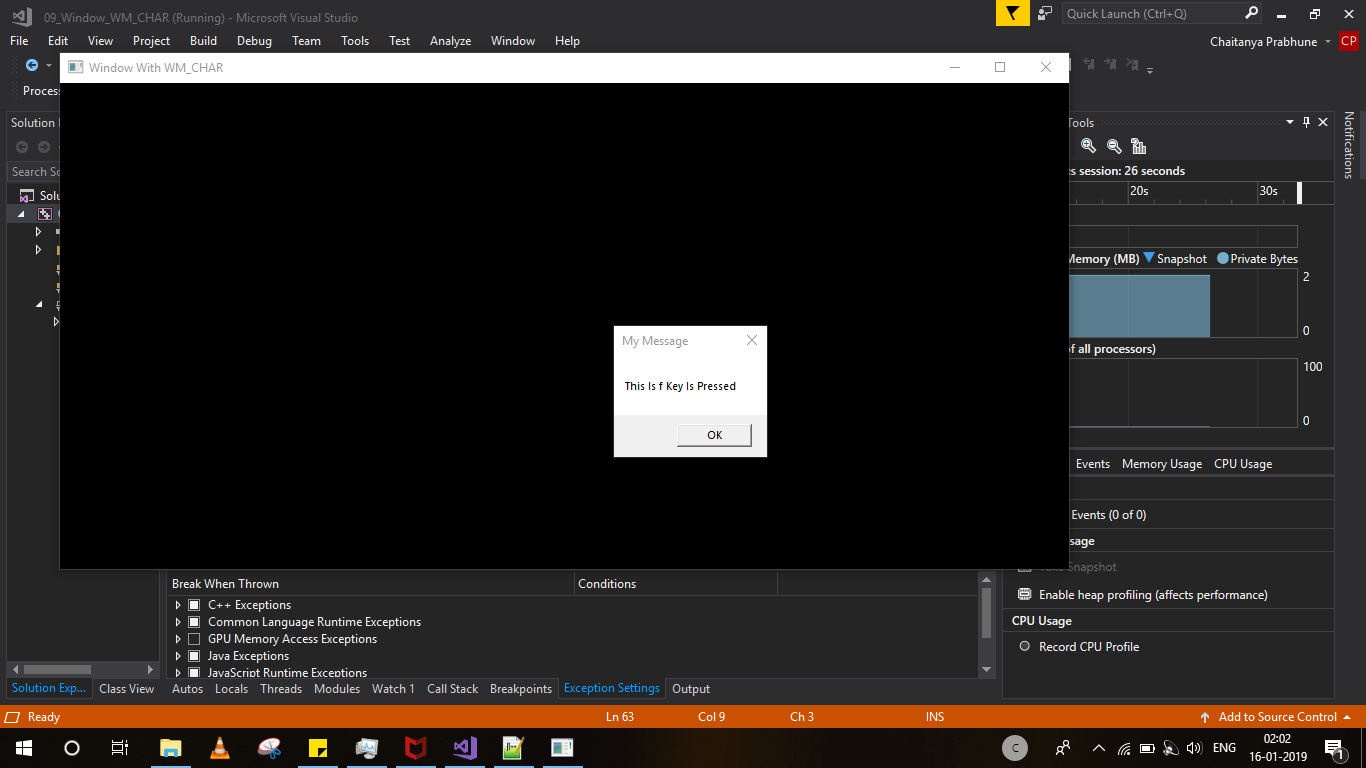 09_Window_WM_CHAR (Running) - Microsoft Visual Studio
Quick Launch (Ctrl+Q)
File Edit View Project Build Debug Team Tools Test Analyze Window Help
Chaitanya Prabhune CP
Window With WM_CHAR
Proces
Solution
Tools
Notifications
Search So
session: 26 seconds
Solu
20s 30s
Memory (MB) Snapshot Private Bytes
2
0
of all processors)
100
0
My Message
This Is f Key Is Pressed
OK
Events Memory Usage CPU Usage
Events (0 of 0)
sage
Snapshot
Enable heap profiling (affects performance)
CPU Usage
Record CPU Profile
Break When Thrown Conditions
C++ Exceptions
Common Language Runtime Exceptions
GPU Memory Access Exceptions
Java Exceptions
JavaScript Runtime Exceptions
Solution Exp... Class View Autos Locals Threads Modules Watch 1 Call Stack Breakpoints Exception Settings Output
Ready Ln 63 Col 9 Ch 3 INS Add to Source Control
C ENG 02:02
16-01-2019 1